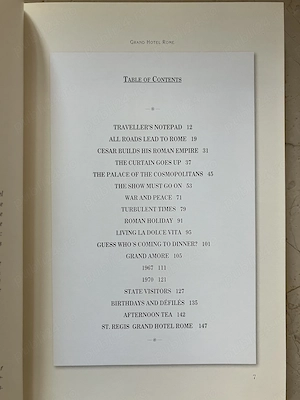 GRAND HOTEL ROME
TABLE OF CONTENTS
TRAVELLER'S NOTEPAD 12
ALL ROADS LEAD TO ROME 19
CESAR BUILDS HIS ROMAN EMPIRE 31
THE CURTAIN GOES UP 37
THE PALACE OF THE COSMOPOLITANS 45
THE SHOW MUST GO ON 53
WAR AND PEACE 71
TURBULENT TIMES 79
ROMAN HOLIDAY 91
LIVING LA DOLCE VITA 95
GUESS WHO'S COMING TO DINNER? 101
GRAND AMORE 105
1967 111
1970 121
STATE VISITORS 127
BIRTHDAYS AND DÉFILÉS 135
AFTERNOON TEA 142
ST. REGIS GRAND HOTEL ROME 147
7